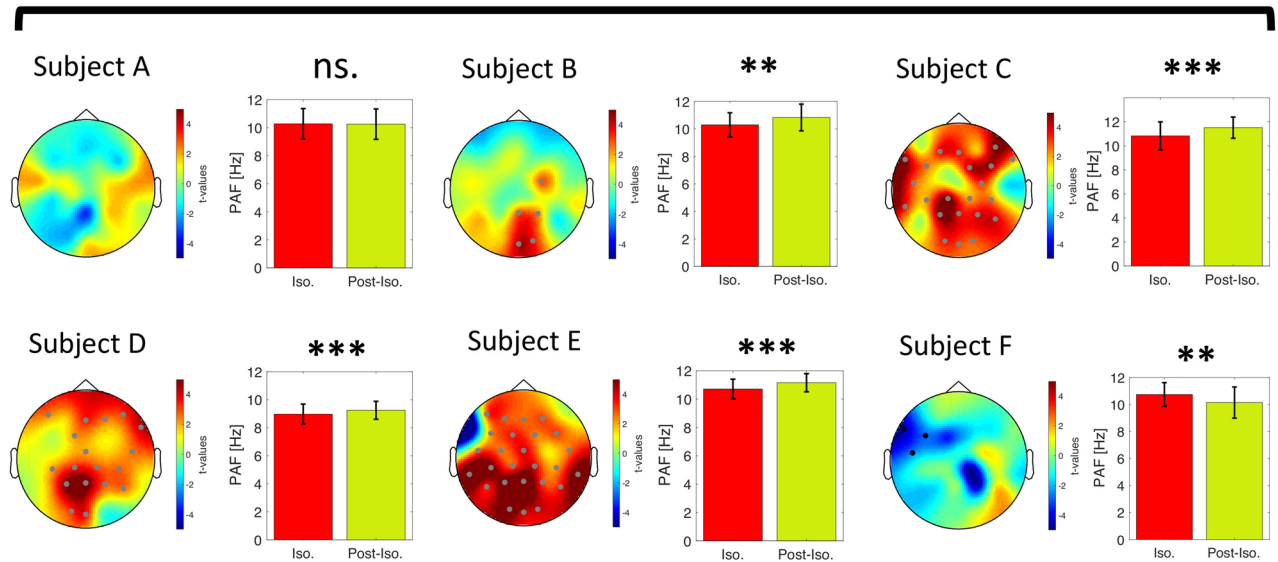 Subject A
ns.
Subject B
**
Subject C
***
4
2
0
-2
-4
t-values
PAF [Hz]
12
10
8
6
4
2
0
Iso.
Post-Iso.
4
2
0
-2
-4
t-values
PAF [Hz]
12
10
8
6
4
2
0
Iso.
Post-Iso.
4
2
0
-2
-4
t-values
PAF [Hz]
12
10
8
6
4
2
0
Iso.
Post-Iso.
Subject D
***
Subject E
***
Subject F
**
4
2
0
-2
-4
t-values
PAF [Hz]
12
10
8
6
4
2
0
Iso.
Post-Iso.
4
2
0
-2
-4
t-values
PAF [Hz]
12
10
8
6
4
2
0
Iso.
Post-Iso.
4
2
0
-2
-4
t-values
PAF [Hz]
12
10
8
6
4
2
0
Iso.
Post-Iso.